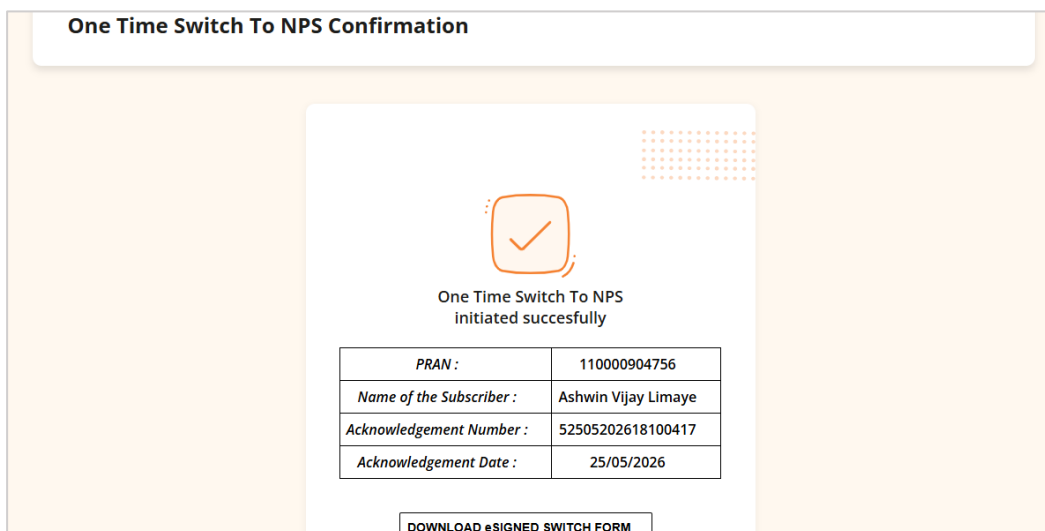 One Time Switch To NPS Confirmation
One Time Switch To NPS
initiated succesfully
PRAN : 110000904756
Name of the Subscriber : Ashwin Vijay Limaye
Acknowledgement Number : 52505202618100417
Acknowledgement Date : 25/05/2026
DOWNLOAD eSIGNED SWITCH FORM